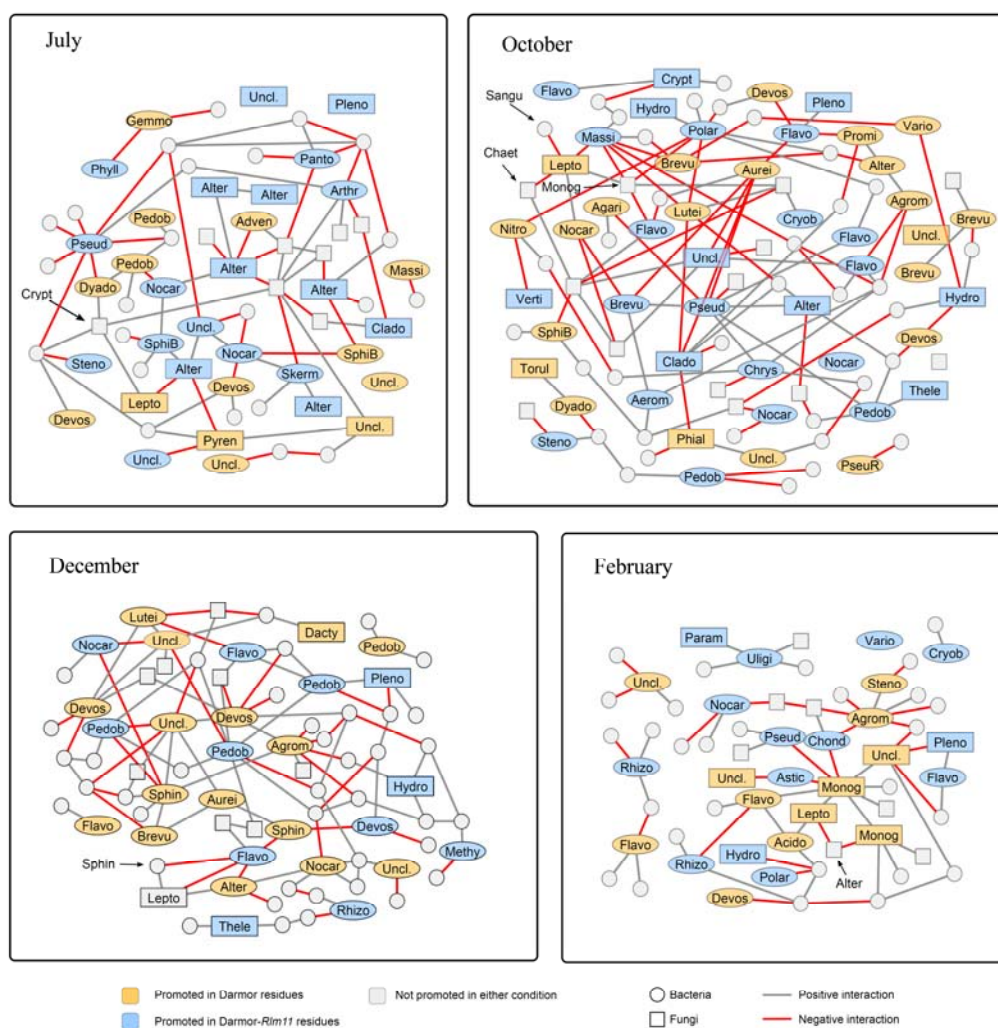 July
Uncl.
Pleno
Gemmo
Phyll
Panto
Alter
Alter
Arthr
Pedob
Adven
Pseud
Pedob
Alter
Massi
Dyado
Nocar
Alter
Crypt
Uncl.
Clado
SphiB
Nocar
SphiB
Steno
Alter
Skerm
Uncl.
Devos
Lepto
Alter
Devos
Pyren
Uncl.
Uncl.
Uncl.
October
Sangu
Flavo
Crypt
Devos
Hydro
Pleno
Massi
Polar
Flavo
Promi
Vario
Chaet
Lepto
Brevu
Aurei
Alter
Monog
Agari
Lutei
Agrom
Nitro
Nocar
Flavo
Cryob
Flavo
Brevu
Uncl.
Uncl.
Flavo
Brevu
Verti
Brevu
Pseud
Alter
Hydro
SphiB
Devos
Clado
Chrys
Nocar
Torul
Aerom
Thele
Dyado
Nocar
Pedob
Steno
Phial
Uncl.
PseuR
Pedob
December
Lutei
Dacty
Nocar
Uncl.
Flavo
Pedob
Pedob
Pleno
Devos
Pedob
Uncl.
Devos
Pedob
Agrom
Hydro
Sphin
Aurei
Flavo
Brevu
Sphin
Devos
Methy
Sphin
Flavo
Nocar
Uncl.
Lepto
Alter
Rhizo
Thele
February
Param
Vario
Uligi
Cryob
Uncl.
Steno
Nocar
Agrom
Pseud
Chond
Pleno
Uncl.
Rhizo
Uncl.
Astic
Monog
Flavo
Flavo
Lepto
Flavo
Acido
Monog
Rhizo
Hydro
Polar
Alter
Devos
Promoted in Darmor residues
Not promoted in either condition
Bacteria
Positive interaction
Promoted in Darmor-Rlm11 residues
Fungi
Negative interaction